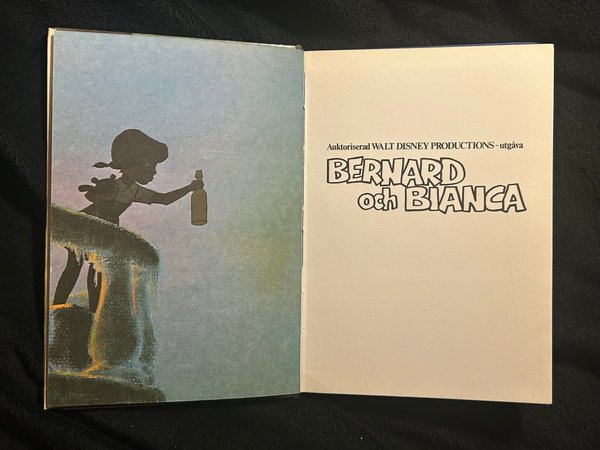 Auktoriserad WALT DISNEY PRODUCTIONS - utgåva
BERNARD
och BIANCA